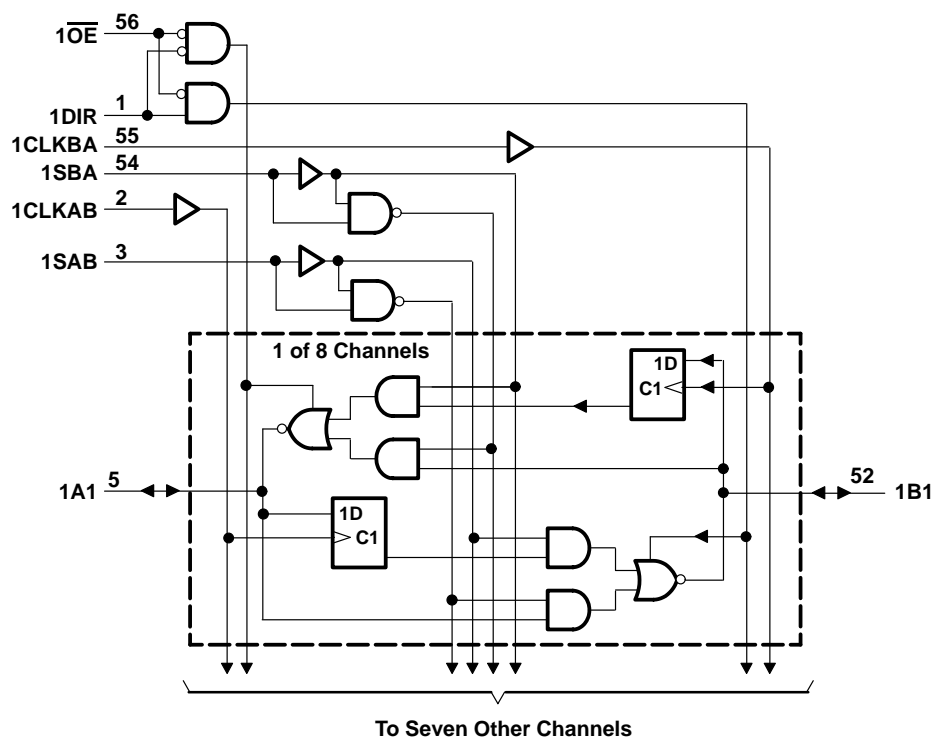 1O̅E̅ 56
1DIR 1
1CLKBA 55
1SBA 54
1CLKAB 2
1SAB 3
1 of 8 Channels
1D
C1
1A1 5
52 1B1
1D
C1
To Seven Other Channels